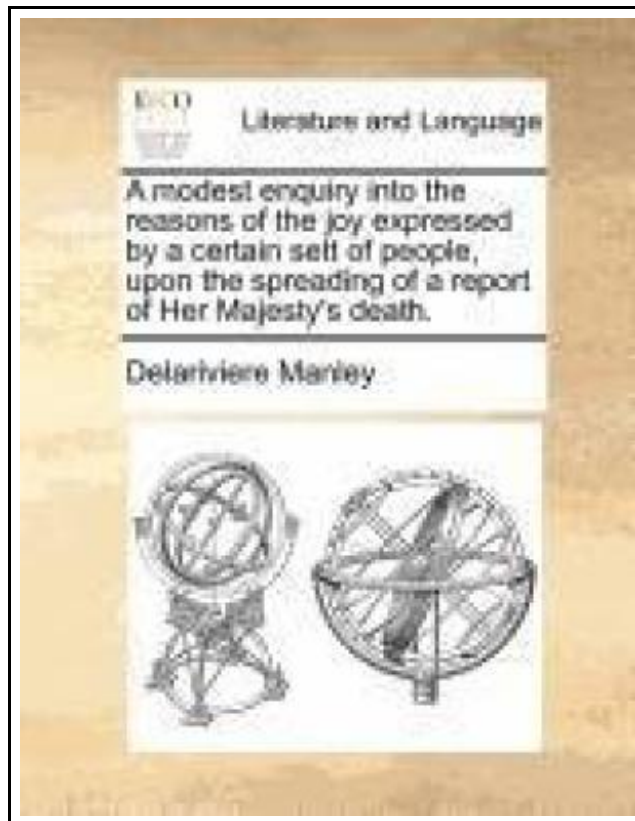 ECCO
Literature and Language
A modest enquiry into the
reasons of the joy expressed
by a certain sett of people,
upon the spreading of a report
of Her Majesty's death.
Delariviere Manley